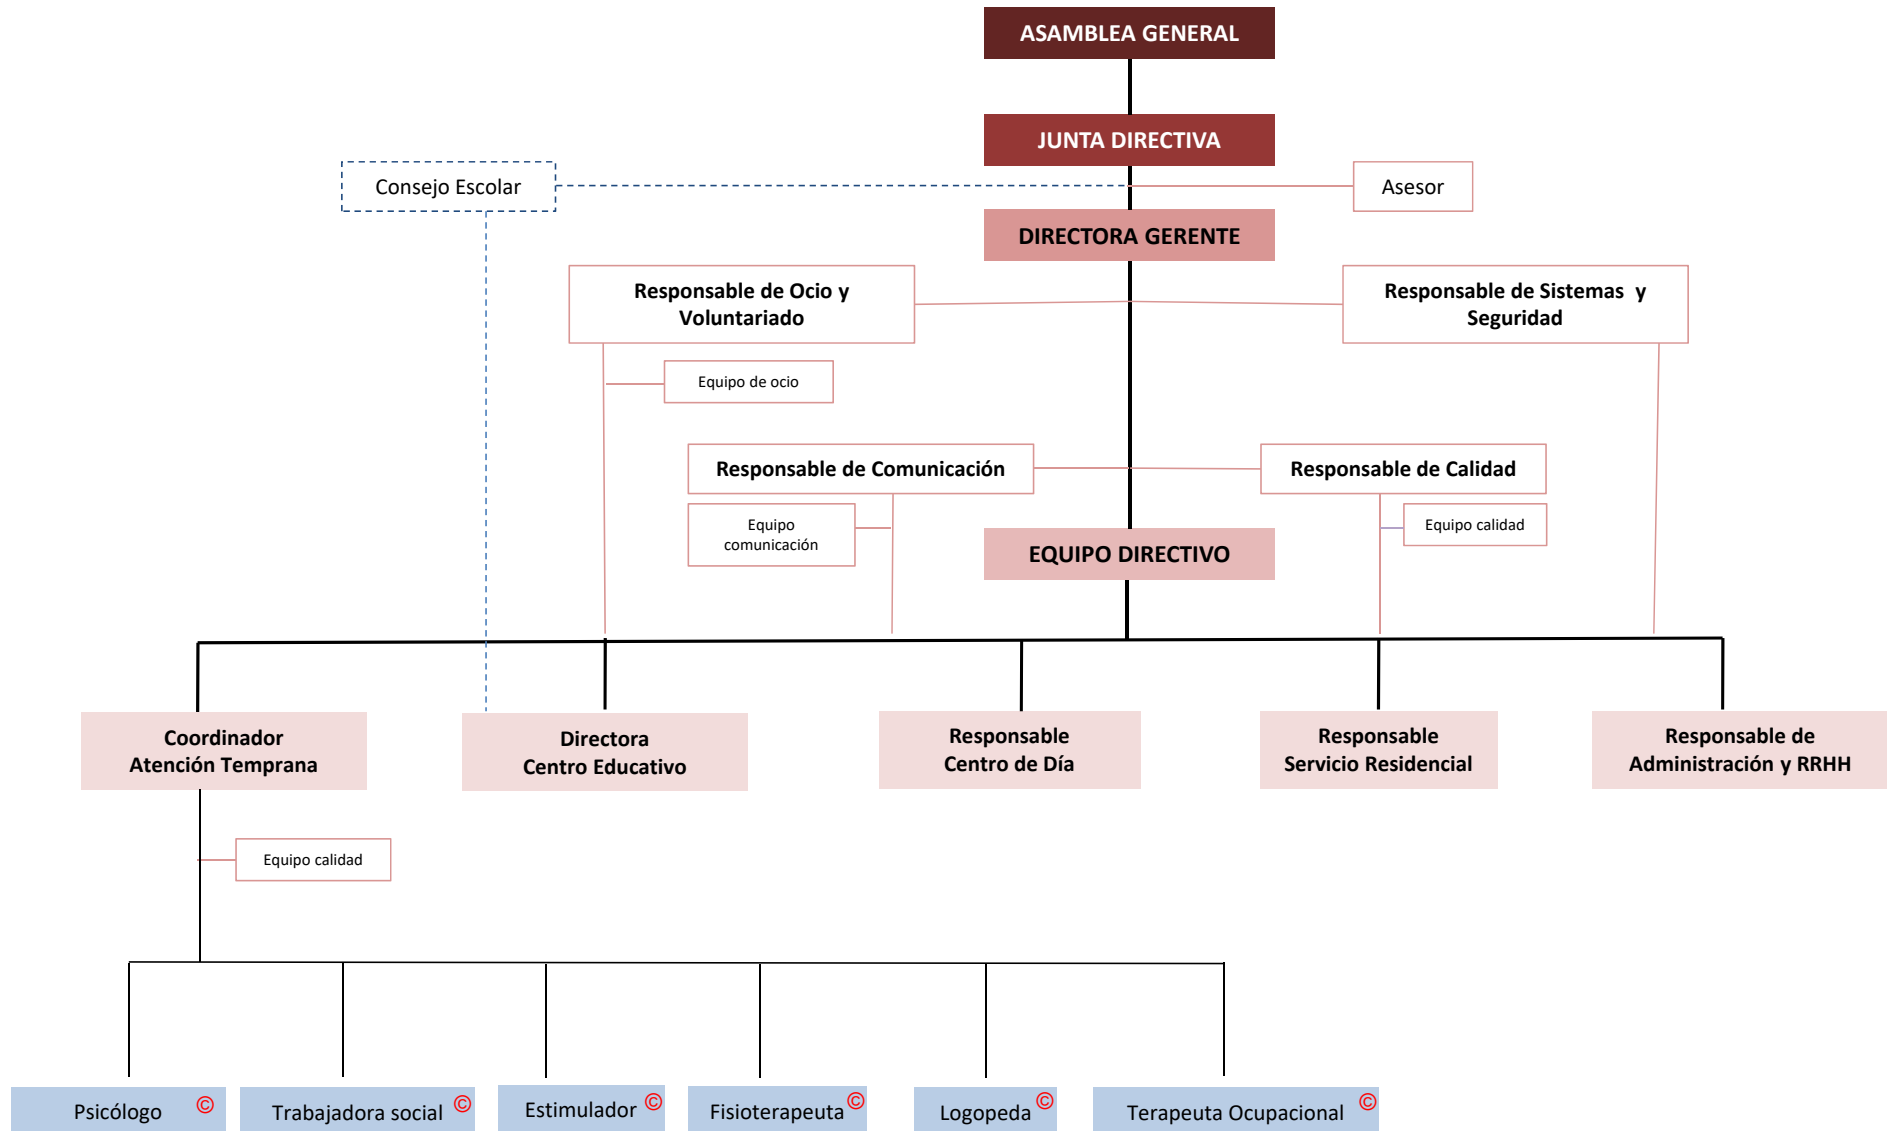 ASAMBLEA GENERAL
JUNTA DIRECTIVA
Consejo Escolar
Asesor
DIRECTORA GERENTE
Responsable de Ocio y
Voluntariado
Responsable de Sistemas y
Seguridad
Equipo de ocio
Responsable de Comunicación
Responsable de Calidad
Equipo
comunicación
Equipo calidad
EQUIPO DIRECTIVO
Coordinador
Atención Temprana
Directora
Centro Educativo
Responsable
Centro de Día
Responsable
Servicio Residencial
Responsable de
Administración y RRHH
Equipo calidad
Psicólogo ©
Trabajadora social ©
Estimulador ©
Fisioterapeuta ©
Logopeda ©
Terapeuta Ocupacional ©